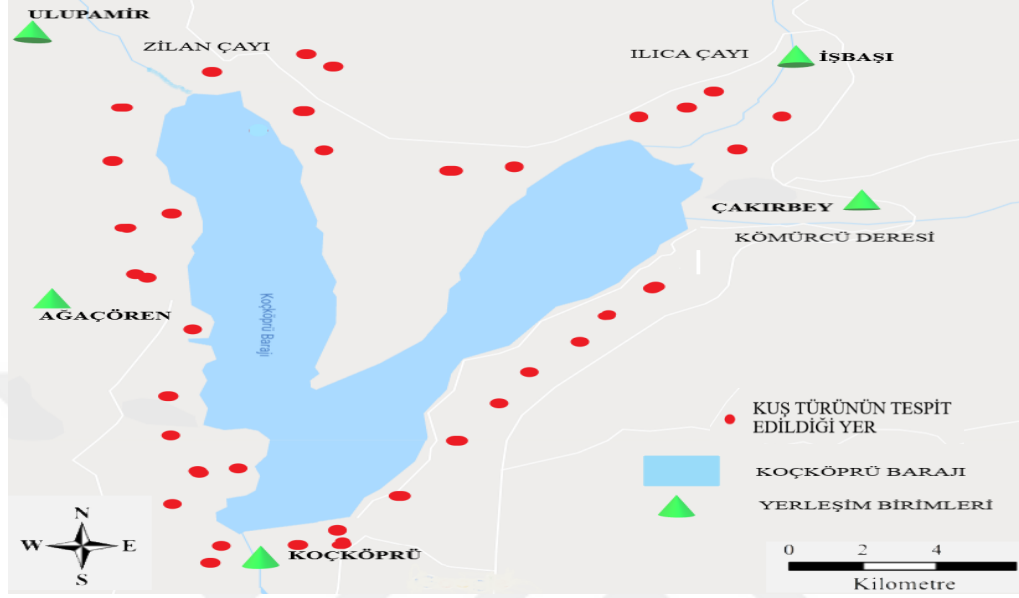 ULUPAMİR
ZİLAN ÇAYI
ILICA ÇAYI
İŞBAŞI
ÇAKIRBEY
KÖMÜRCÜ DERESİ
AĞAÇÖREN
Koçköprü Barajı
KUŞ TÜRÜNÜN TESPİT
EDİLDİĞİ YER
KOÇKÖPRÜ BARAJI
YERLEŞİM BİRİMLERİ
N
W E
S
KOÇKÖPRÜ
0 2 4
Kilometre